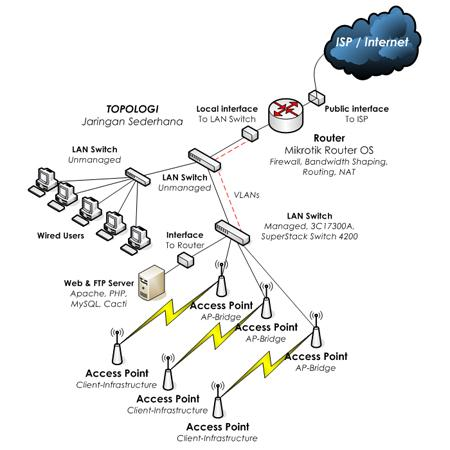 ISP / Internet
TOPOLOGI
Jaringan Sederhana
Local interface
To LAN Switch
Public interface
To ISP
Router
Mikrotik Router OS
Firewall, Bandwidth Shaping,
Routing, NAT
LAN Switch
Unmanaged
LAN Switch
Unmanaged
VLANs
Wired Users
LAN Switch
Managed, 3C17300A,
SuperStack Switch 4200
Interface
To Router
Web & FTP Server
Apache, PHP,
MySQL, Cacti
Access Point
AP-Bridge
Access Point
AP-Bridge
Access Point
AP-Bridge
Access Point
Client-Infrastructure
Access Point
Client-Infrastructure
Access Point
Client-Infrastructure